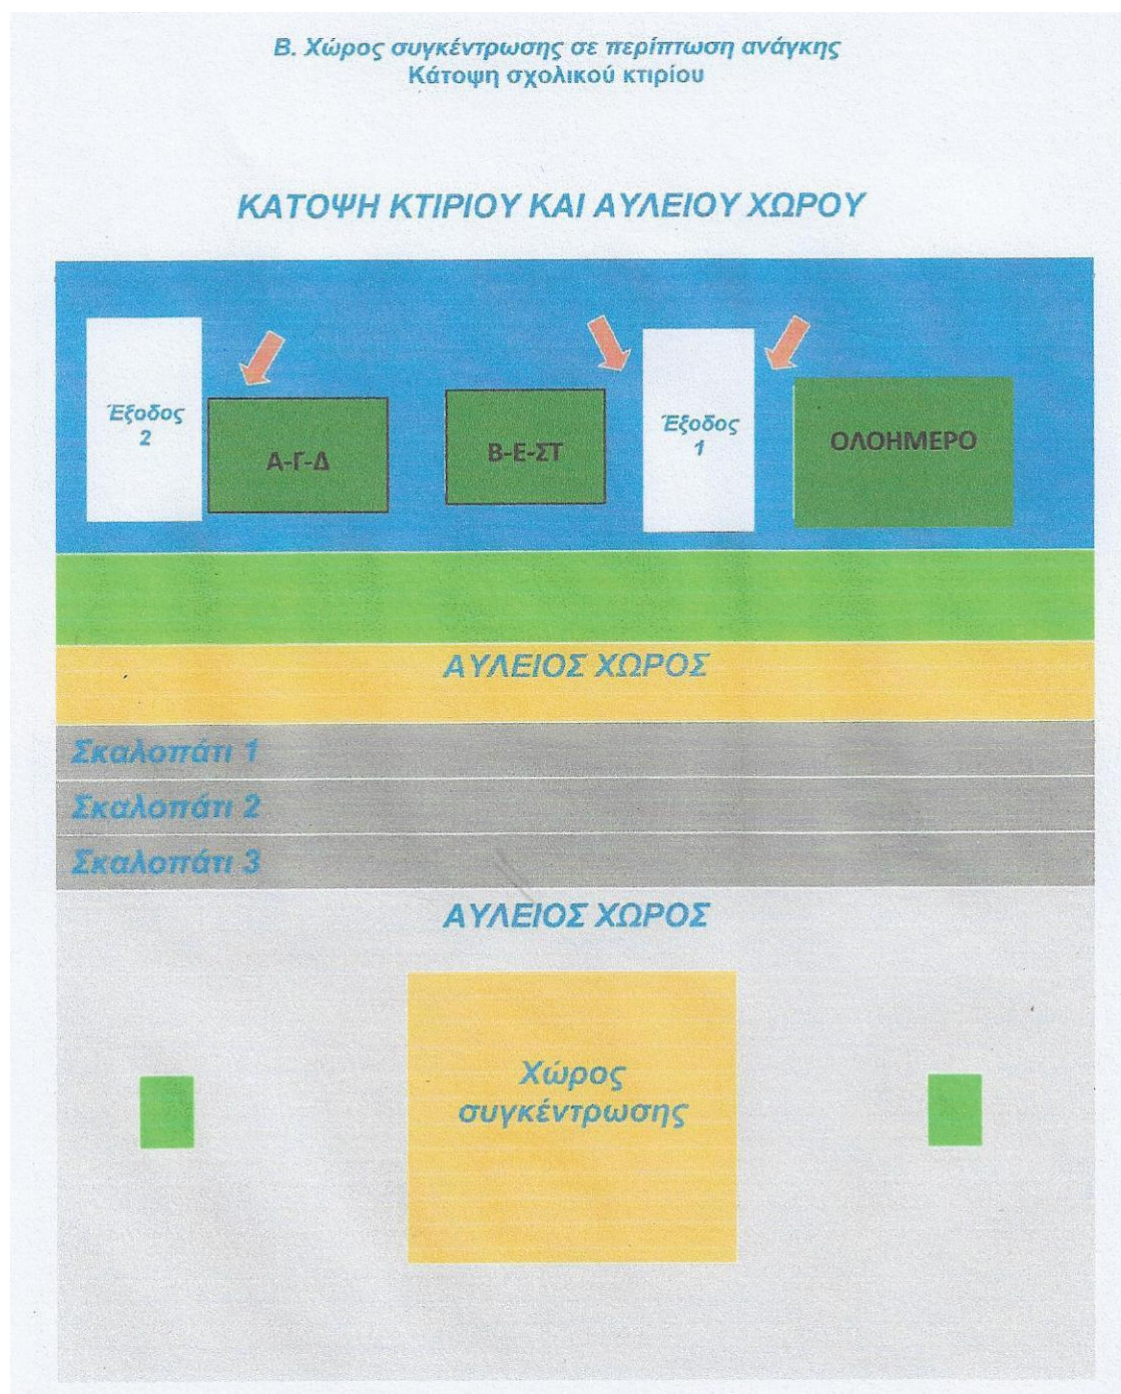 Β. Χώρος συγκέντρωσης σε περίπτωση ανάγκης
Κάτοψη σχολικού κτιρίου
ΚΑΤΟΨΗ ΚΤΙΡΙΟΥ ΚΑΙ ΑΥΛΕΙΟΥ ΧΩΡΟΥ
Έξοδος
2
Α-Γ-Δ
Β-Ε-ΣΤ
Έξοδος
1
ΟΛΟΗΜΕΡΟ
ΑΥΛΕΙΟΣ ΧΩΡΟΣ
Σκαλοπάτι 1
Σκαλοπάτι 2
Σκαλοπάτι 3
ΑΥΛΕΙΟΣ ΧΩΡΟΣ
Χώρος
συγκέντρωσης